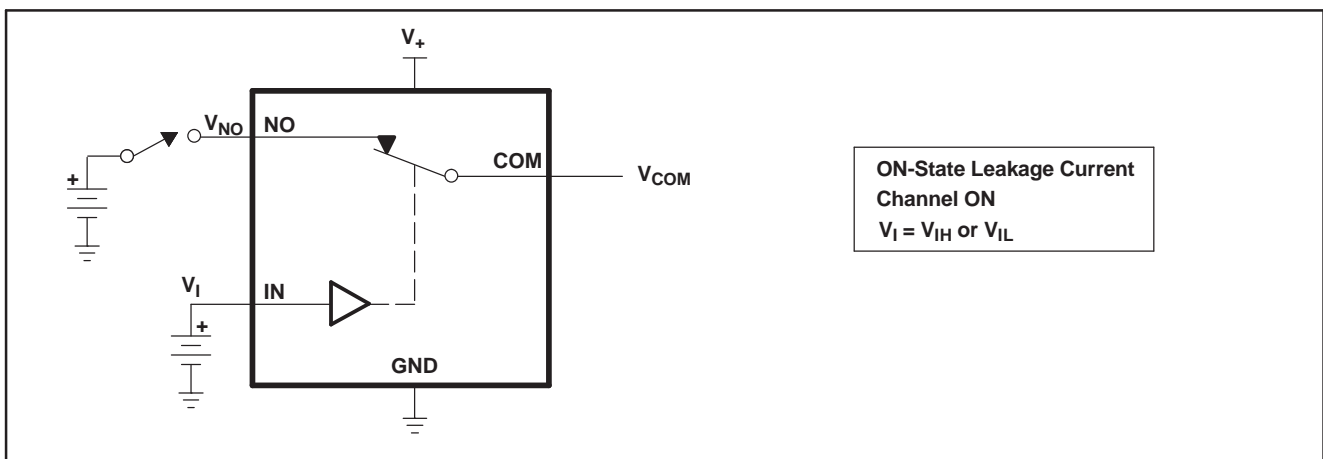 V+
VNO NO
COM
VCOM
+
VI IN
+
GND
ON-State Leakage Current
Channel ON
VI = VIH or VIL